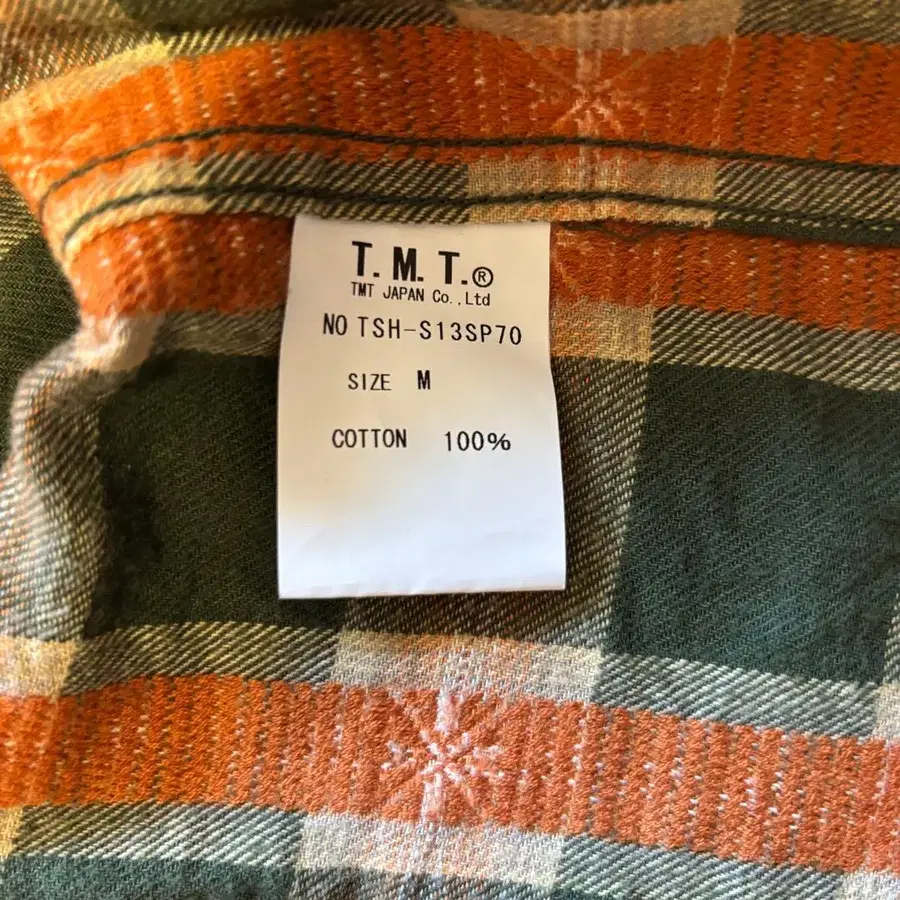 T.M.T.®
TMT JAPAN Co.,Ltd
NO TSH-S13SP70
SIZE M
COTTON 100%